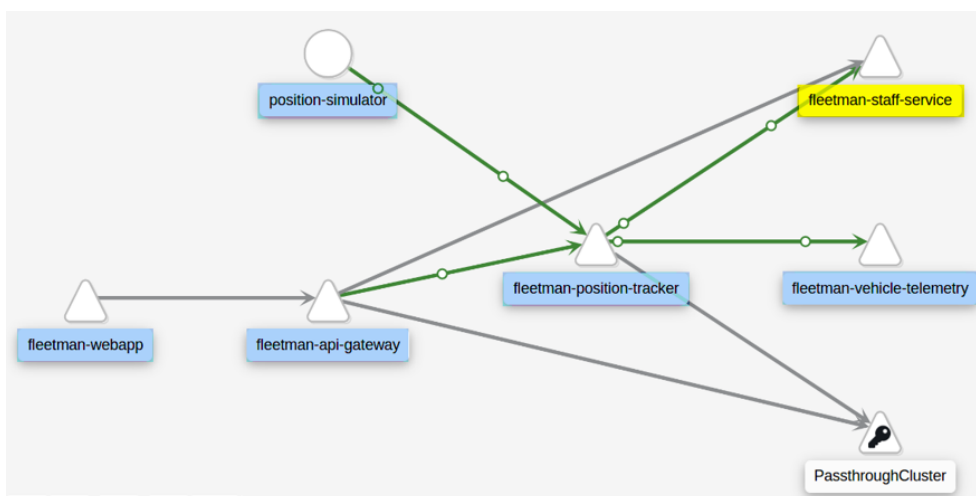 position-simulator
fleetman-staff-service
fleetman-position-tracker
fleetman-vehicle-telemetry
fleetman-webapp
fleetman-api-gateway
PassthroughCluster